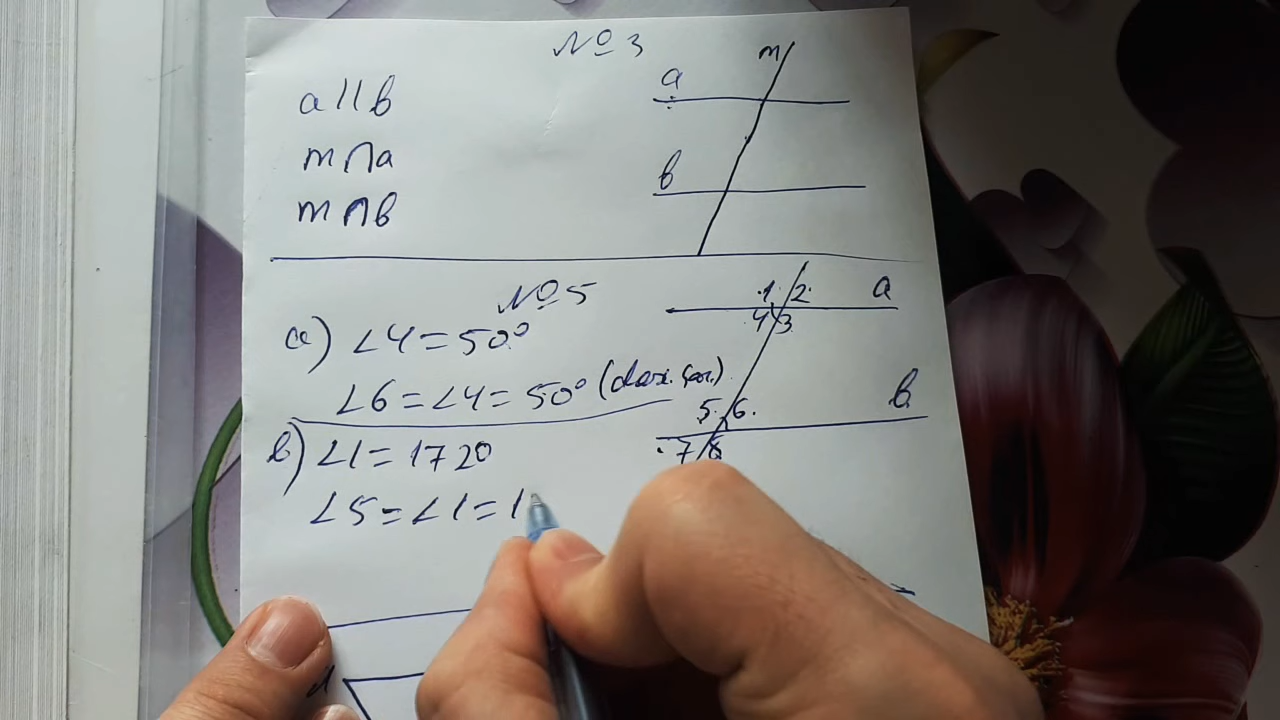 №3
a||b
m∩a
m∩b
m
a
b
№5
a) ∠4=50°
∠6=∠4=50°
b) ∠1=172°
∠5=∠1=1
1 2 a
4 3
5 6 b
7 8
d